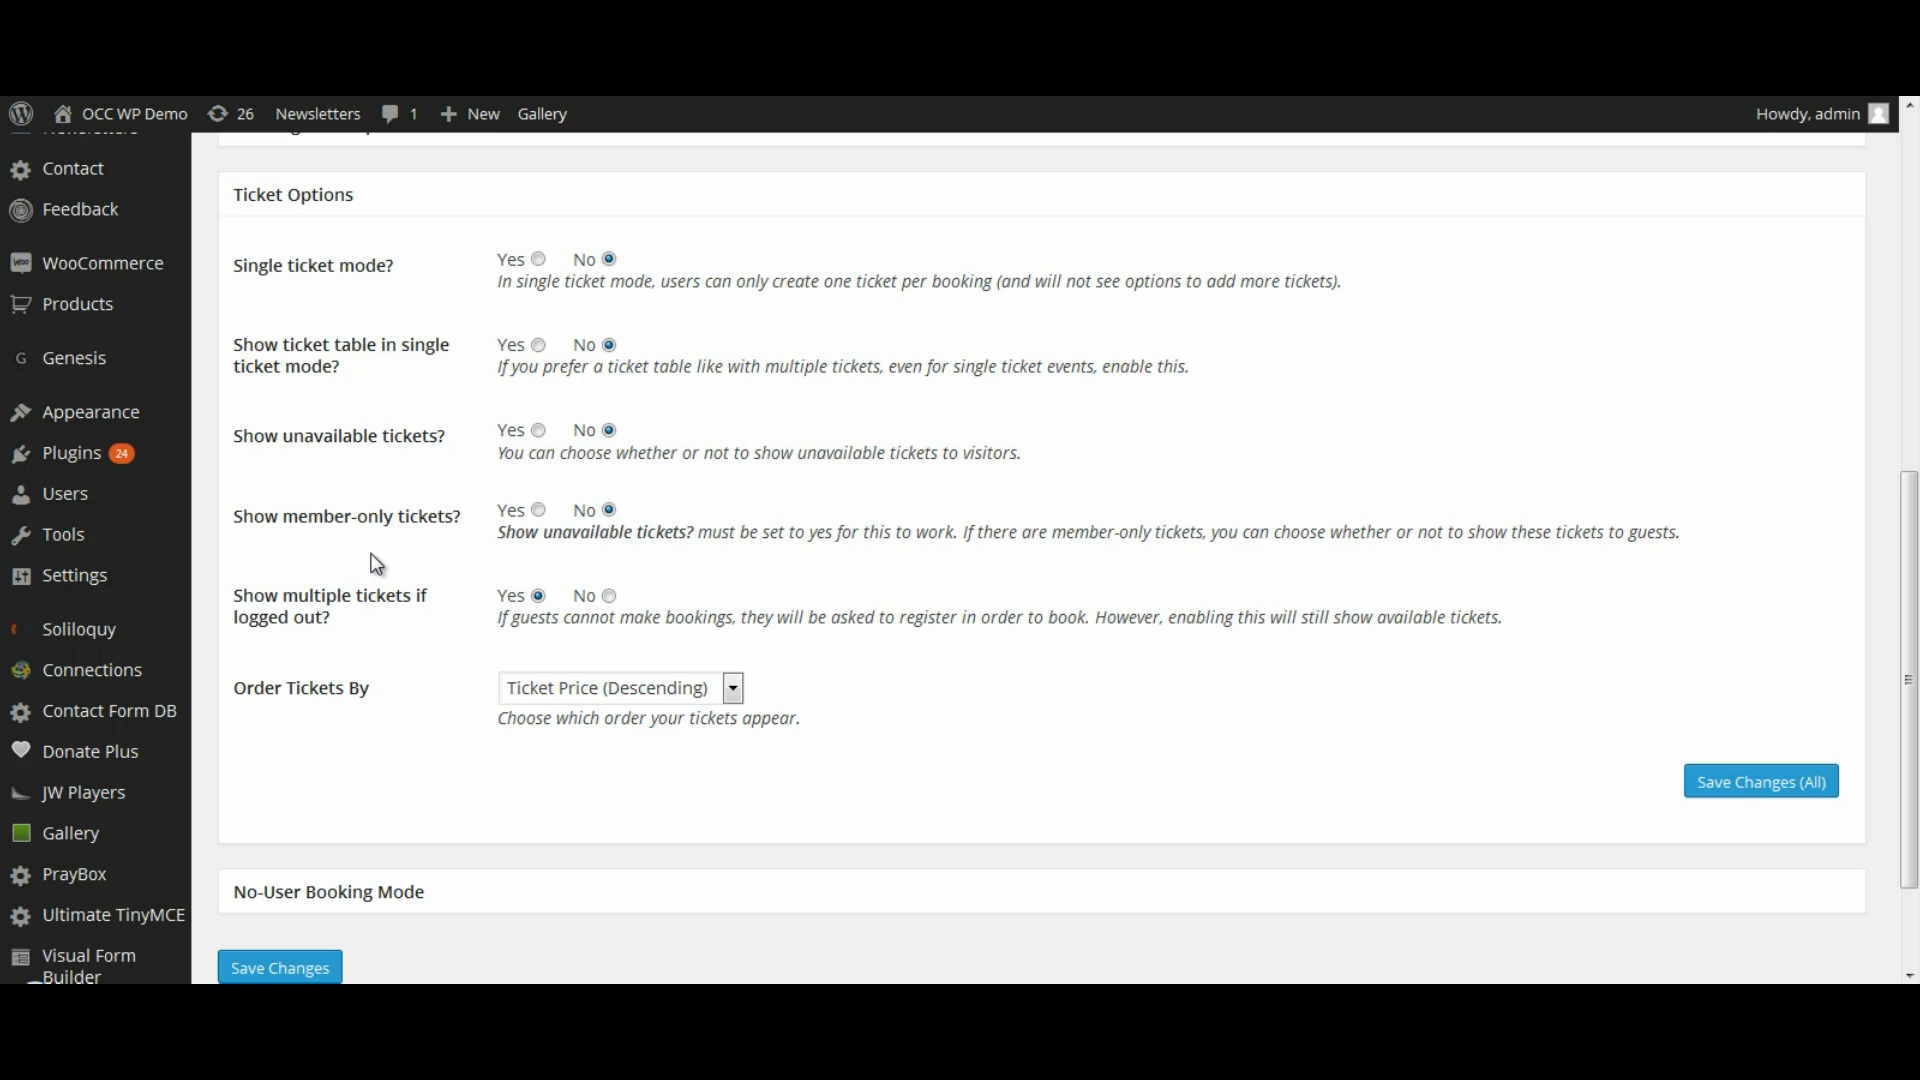 OCC WP Demo 26 Newsletters 1 New Gallery Howdy, admin
Contact
Feedback
WooCommerce
Products
Genesis
Appearance
Plugins 24
Users
Tools
Settings
Soliloquy
Connections
Contact Form DB
Donate Plus
JW Players
Gallery
PrayBox
Ultimate TinyMCE
Visual Form
Builder
Ticket Options
Single ticket mode?
Yes No
In single ticket mode, users can only create one ticket per booking (and will not see options to add more tickets).
Show ticket table in single
ticket mode?
Yes No
If you prefer a ticket table like with multiple tickets, even for single ticket events, enable this.
Show unavailable tickets?
Yes No
You can choose whether or not to show unavailable tickets to visitors.
Show member-only tickets?
Yes No
Show unavailable tickets? must be set to yes for this to work. If there are member-only tickets, you can choose whether or not to show these tickets to guests.
Show multiple tickets if
logged out?
Yes No
If guests cannot make bookings, they will be asked to register in order to book. However, enabling this will still show available tickets.
Order Tickets By
Ticket Price (Descending)
Choose which order your tickets appear.
Save Changes (All)
No-User Booking Mode
Save Changes